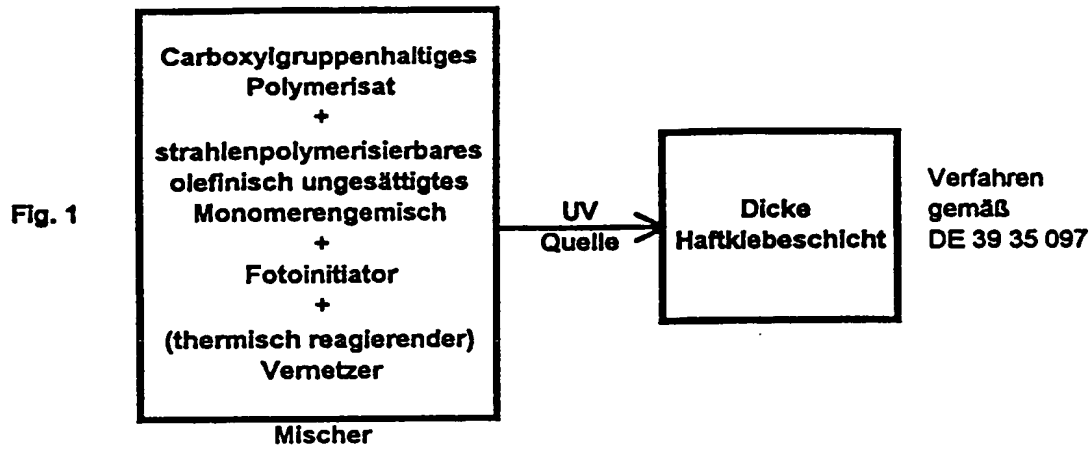 Fig. 1
Carboxylgruppenhaltiges
Polymerisat
+
strahlenpolymerisierbares
olefinisch ungesättigtes
Monomerengemisch
+
Fotoinitiator
+
(thermisch reagierender)
Vernetzer
Mischer
UV
Quelle
Dicke
Haftklebeschicht
Verfahren
gemäß
DE 39 35 097